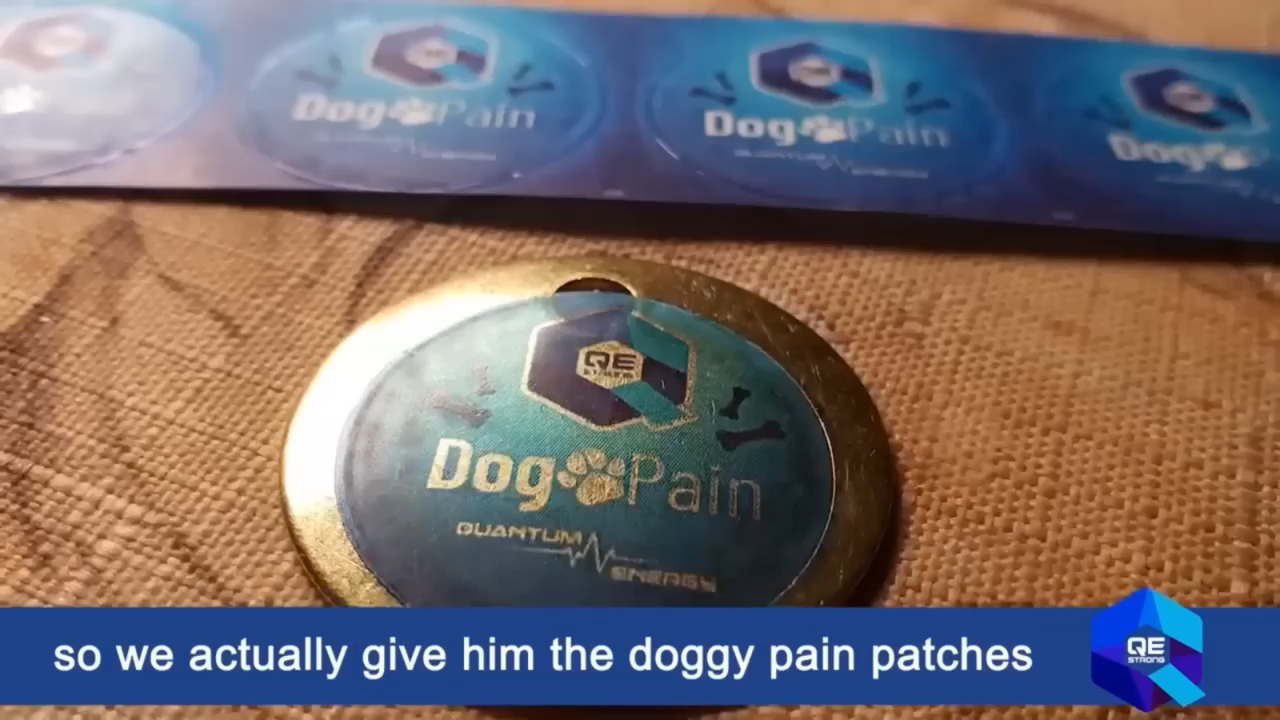 Dog Pain
Dog Pain
Dog
QE
STRONG
Dog Pain
QUANTUM
ENERGY
so we actually give him the doggy pain patches
QE
STRONG